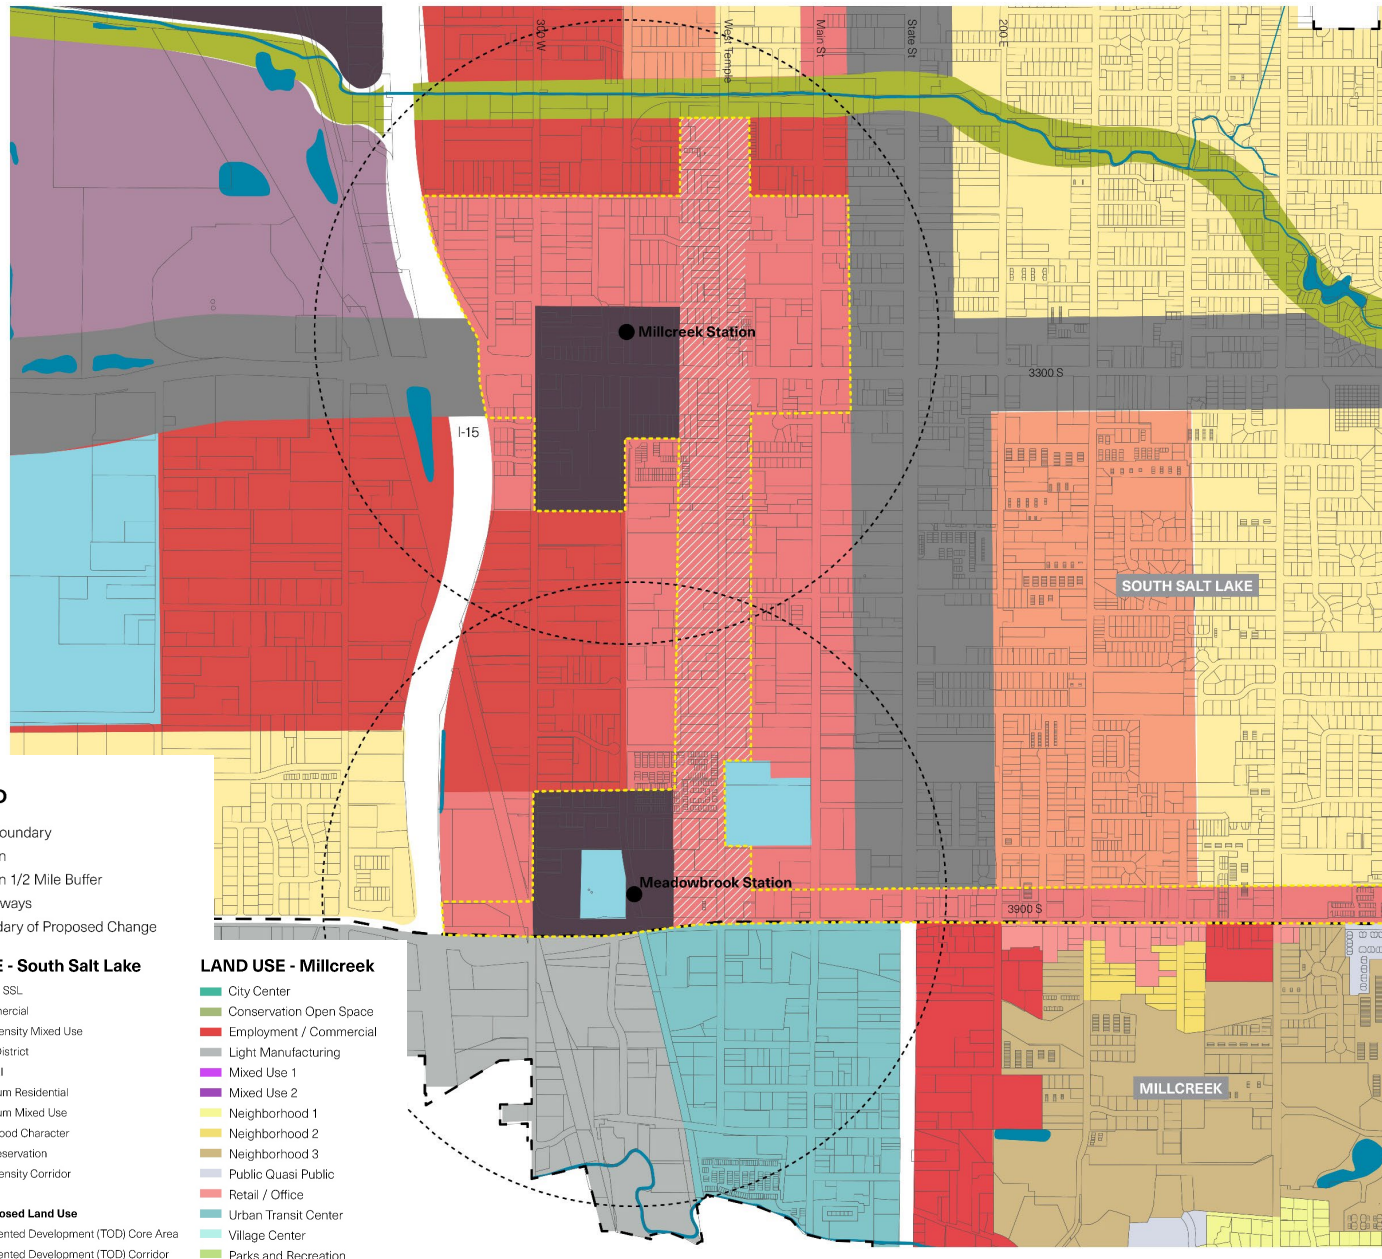 300 W
West Temple
Main St
State St
200 E
Millcreek Station
3300 S
I-15
SOUTH SALT LAKE
Meadowbrook Station
3900 S
MILLCREEK
D
oundary
n
n 1/2 Mile Buffer
ways
dary of Proposed Change
E - South Salt Lake
SSL
mercial
ensity Mixed Use
District
l
um Residential
um Mixed Use
ood Character
eservation
ensity Corridor
osed Land Use
ented Development (TOD) Core Area
ented Development (TOD) Corridor
LAND USE - Millcreek
City Center
Conservation Open Space
Employment / Commercial
Light Manufacturing
Mixed Use 1
Mixed Use 2
Neighborhood 1
Neighborhood 2
Neighborhood 3
Public Quasi Public
Retail / Office
Urban Transit Center
Village Center
Parks and Recreation